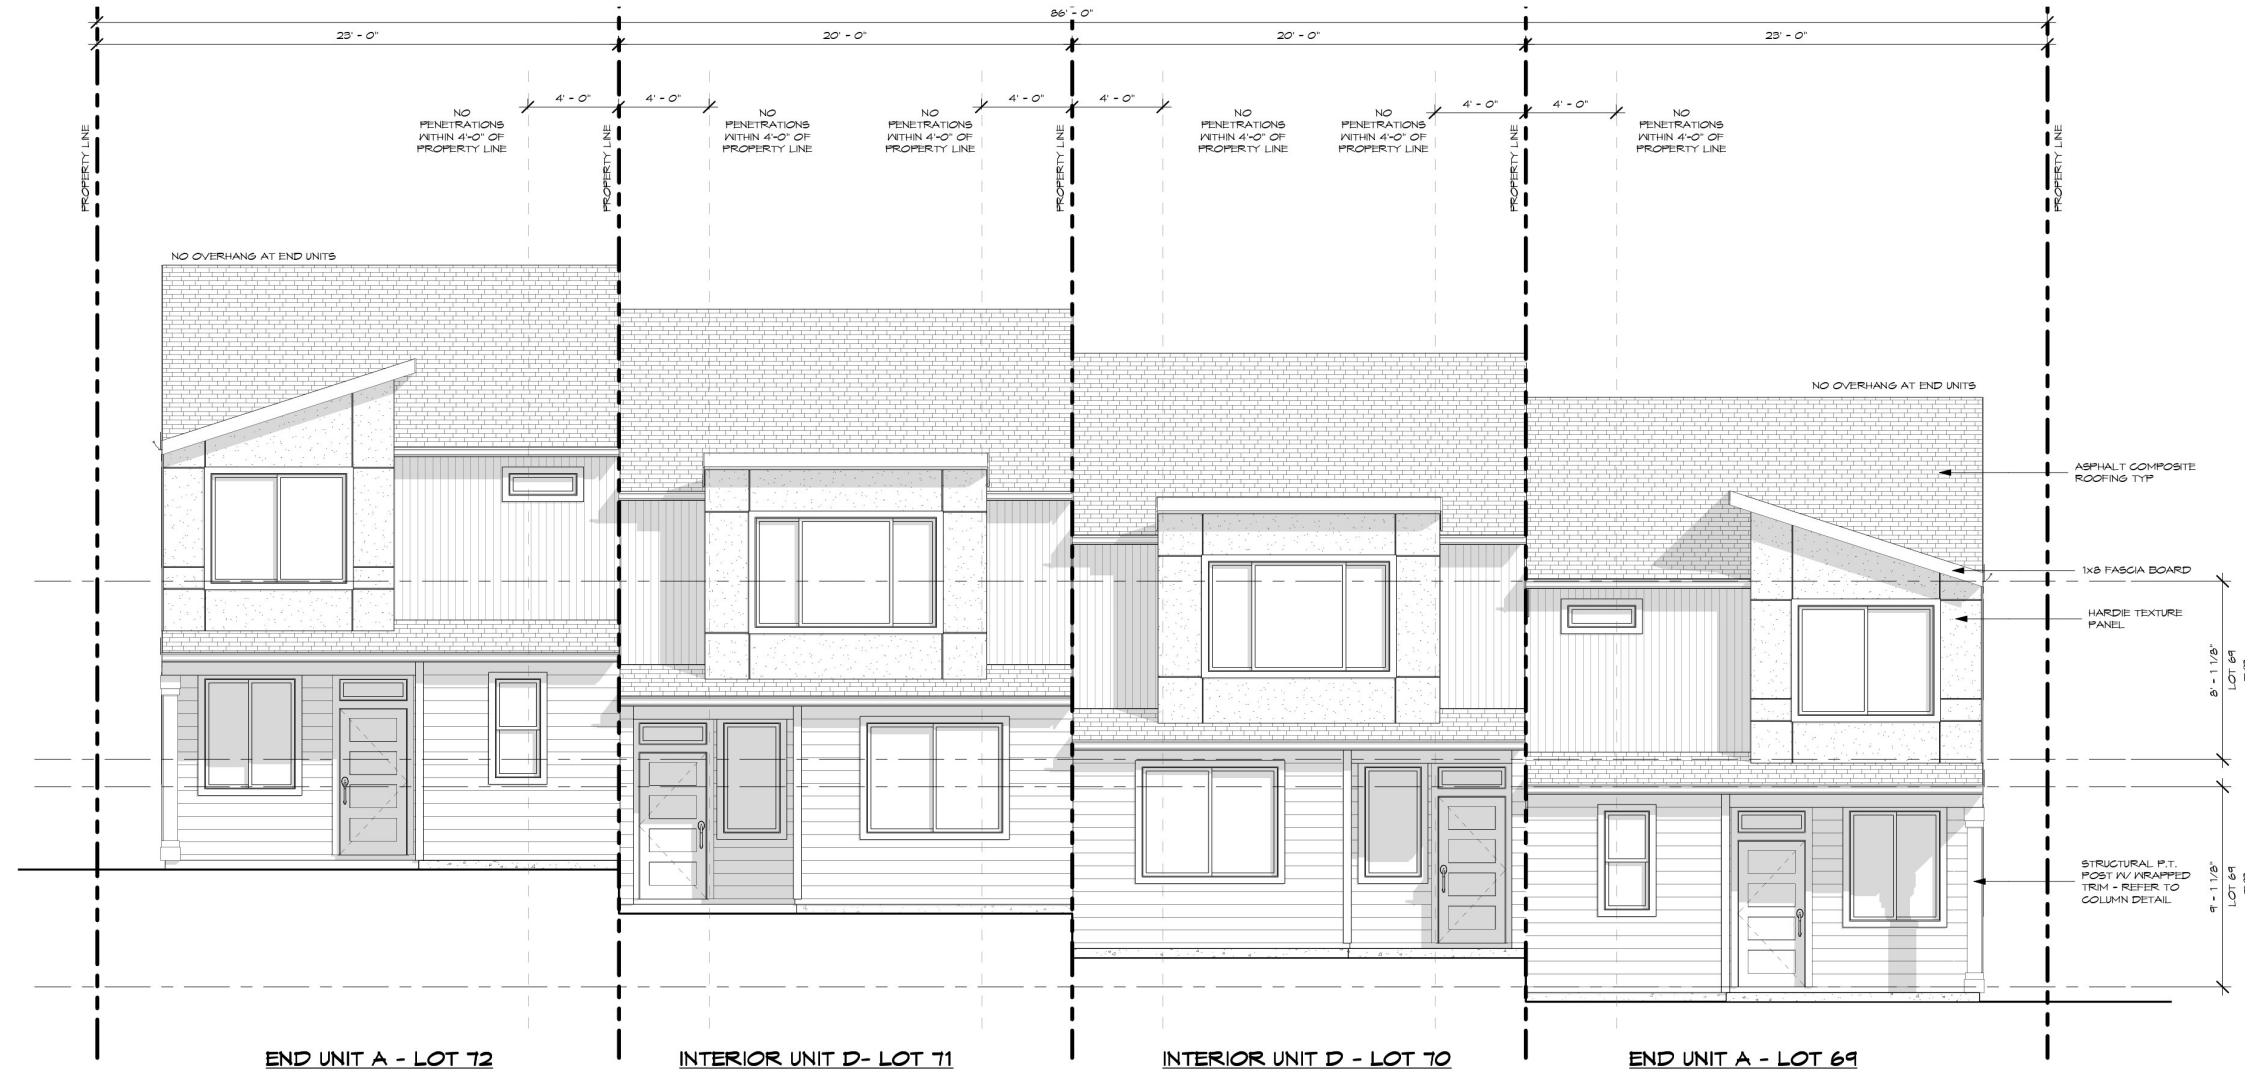 86' - 0"
23' - 0"
20' - 0"
20' - 0"
23' - 0"
4' - 0"
4' - 0"
4' - 0"
4' - 0"
4' - 0"
4' - 0"
NO
PENETRATIONS
WITHIN 4'-0" OF
PROPERTY LINE
NO
PENETRATIONS
WITHIN 4'-0" OF
PROPERTY LINE
NO
PENETRATIONS
WITHIN 4'-0" OF
PROPERTY LINE
NO
PENETRATIONS
WITHIN 4'-0" OF
PROPERTY LINE
NO
PENETRATIONS
WITHIN 4'-0" OF
PROPERTY LINE
NO
PENETRATIONS
WITHIN 4'-0" OF
PROPERTY LINE
PROPERTY LINE
PROPERTY LINE
PROPERTY LINE
PROPERTY LINE
PROPERTY LINE
NO OVERHANG AT END UNITS
NO OVERHANG AT END UNITS
ASPHALT COMPOSITE
ROOFING TYP
1x8 FASCIA BOARD
HARDIE TEXTURE
PANEL
8' - 1 1/8"
LOT 69
STRUCTURAL P.T.
POST W/ WRAPPED
TRIM - REFER TO
COLUMN DETAIL
9' - 1 1/8"
LOT 69
END UNIT A - LOT 72
INTERIOR UNIT D- LOT 71
INTERIOR UNIT D - LOT 70
END UNIT A - LOT 69